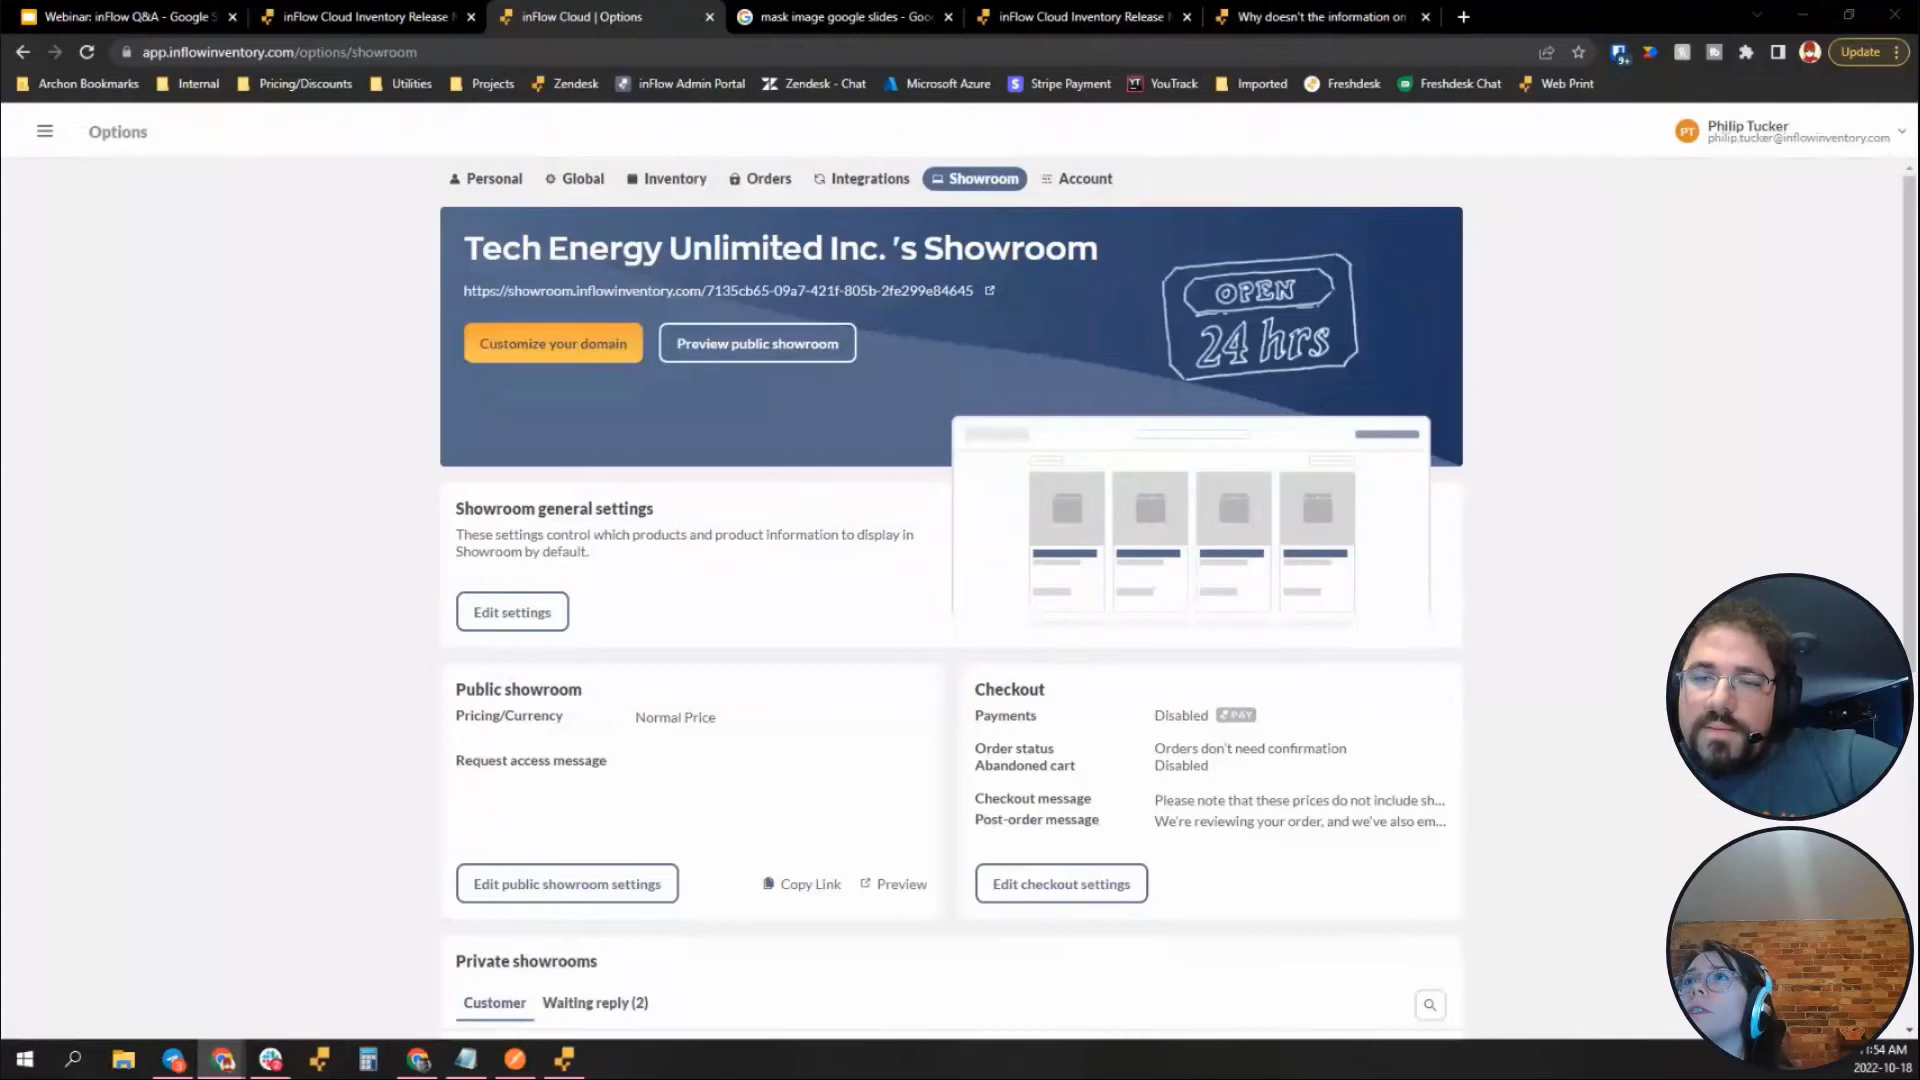 Webinar: inFlow Q&A - Google S
inFlow Cloud Inventory Release N
inFlow Cloud | Options
mask image google slides - Goo
inFlow Cloud Inventory Release N
Why doesn't the information on
app.inflowinventory.com/options/showroom
Update
Archon Bookmarks
Internal
Pricing/Discounts
Utilities
Projects
Zendesk
inFlow Admin Portal
Zendesk - Chat
Microsoft Azure
Stripe Payment
YouTrack
Imported
Freshdesk
Freshdesk Chat
Web Print
Options
PT
Philip Tucker
philip.tucker@inflowinventory.com
Personal
Global
Inventory
Orders
Integrations
Showroom
Account
Tech Energy Unlimited Inc. 's Showroom
https://showroom.inflowinventory.com/7135cb65-09a7-421f-805b-2fe299e84645
Customize your domain
Preview public showroom
OPEN
24 hrs
Showroom general settings
These settings control which products and product information to display in
Showroom by default.
Edit settings
Public showroom
Pricing/Currency
Normal Price
Request access message
Edit public showroom settings
Copy Link
Preview
Checkout
Payments
Disabled
PAY
Order status
Orders don't need confirmation
Abandoned cart
Disabled
Checkout message
Please note that these prices do not include sh...
Post-order message
We're reviewing your order, and we've also em...
Edit checkout settings
Private showrooms
Customer
Waiting reply (2)
:54 AM
2022-10-18